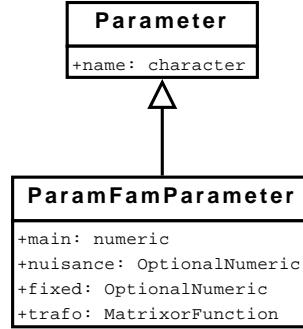 Parameter
+name: character
ParamFamParameter
+main: numeric
+nuisance: OptionalNumeric
+fixed: OptionalNumeric
+trafo: MatrixorFunction